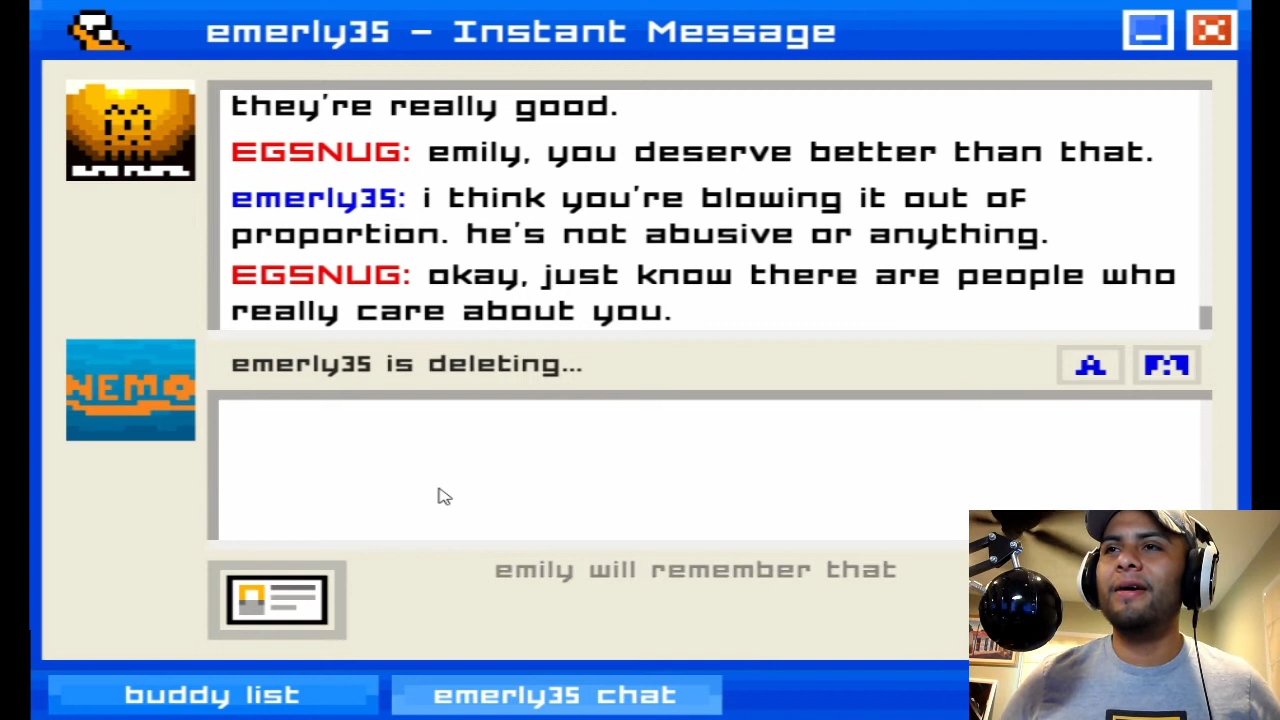 emerly35 - Instant Message
they're really good.
EGSNUG: emily, you deserve better than that.
emerly35: i think you're blowing it out of
proportion. he's not abusive or anything.
EGSNUG: okay, just know there are people who
really care about you.
NEMO
emerly35 is deleting...
A
emily will remember that
buddy list
emerly35 chat